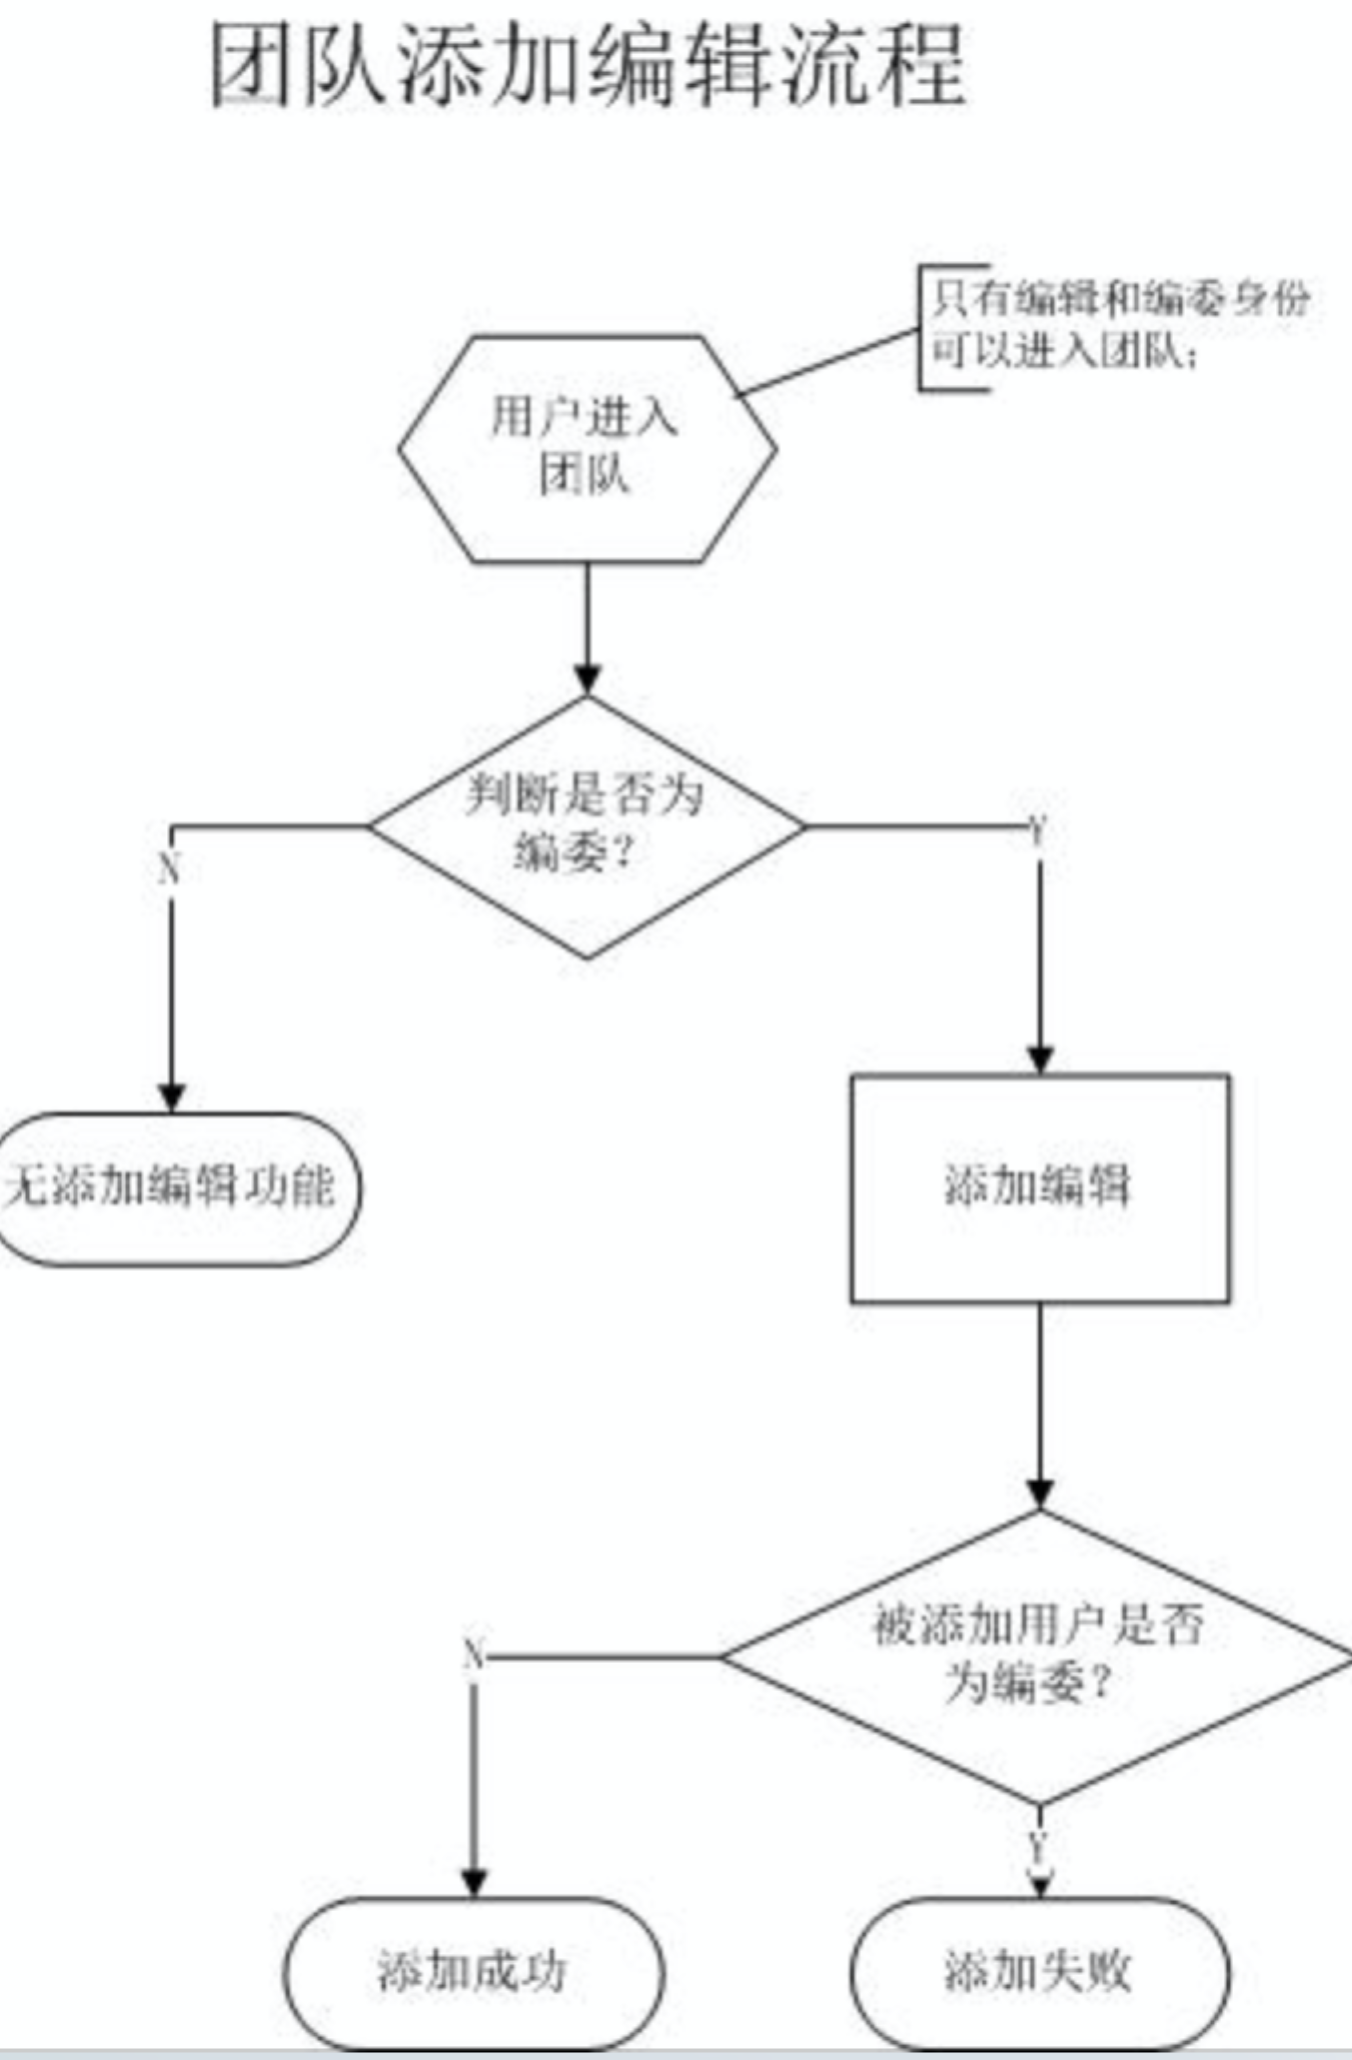 团队添加编辑流程
只有编辑和编委身份
可以进入团队；
用户进入
团队
判断是否为
编委？
N
Y
无添加编辑功能
添加编辑
被添加用户是否
为编委？
N
Y
添加成功
添加失败